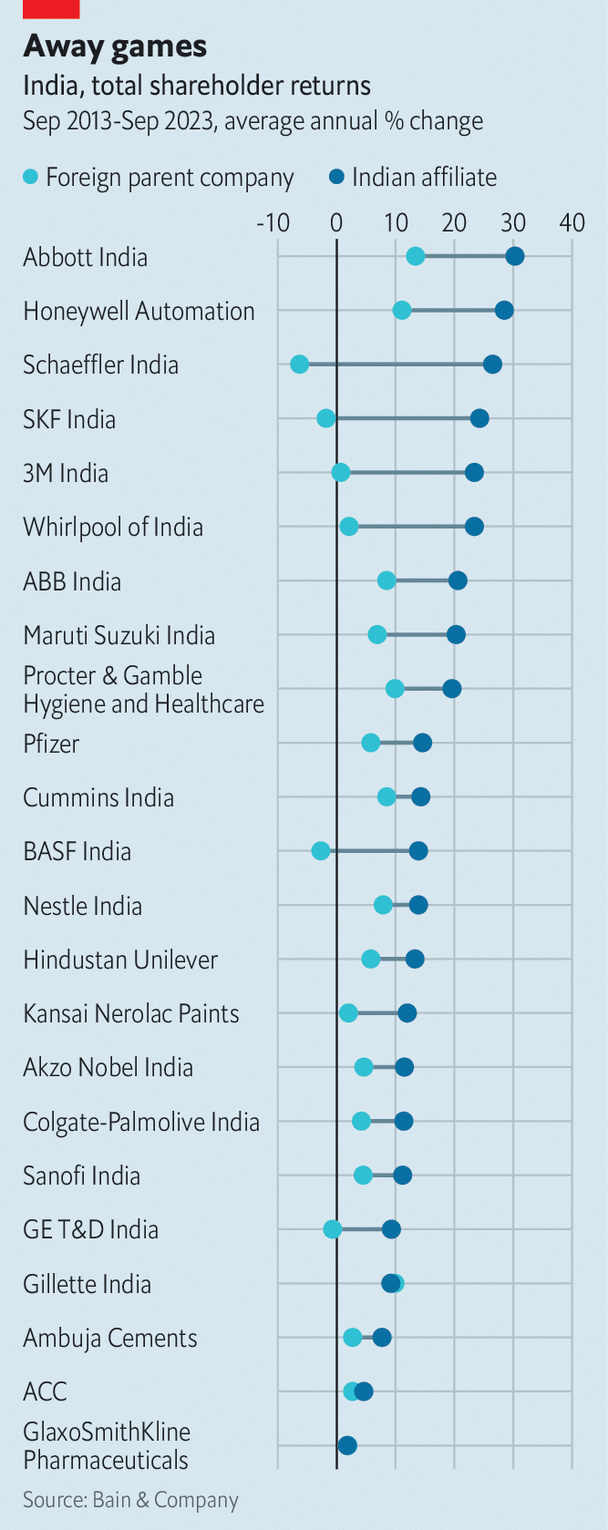 Away games
India, total shareholder returns
Sep 2013-Sep 2023, average annual % change
Foreign parent company Indian affiliate
-10 0 10 20 30 40
Abbott India
Honeywell Automation
Schaeffler India
SKF India
3M India
Whirlpool of India
ABB India
Maruti Suzuki India
Procter & Gamble
Hygiene and Healthcare
Pfizer
Cummins India
BASF India
Nestle India
Hindustan Unilever
Kansai Nerolac Paints
Akzo Nobel India
Colgate-Palmolive India
Sanofi India
GE T&D India
Gillette India
Ambuja Cements
ACC
GlaxoSmithKline
Pharmaceuticals
Source: Bain & Company